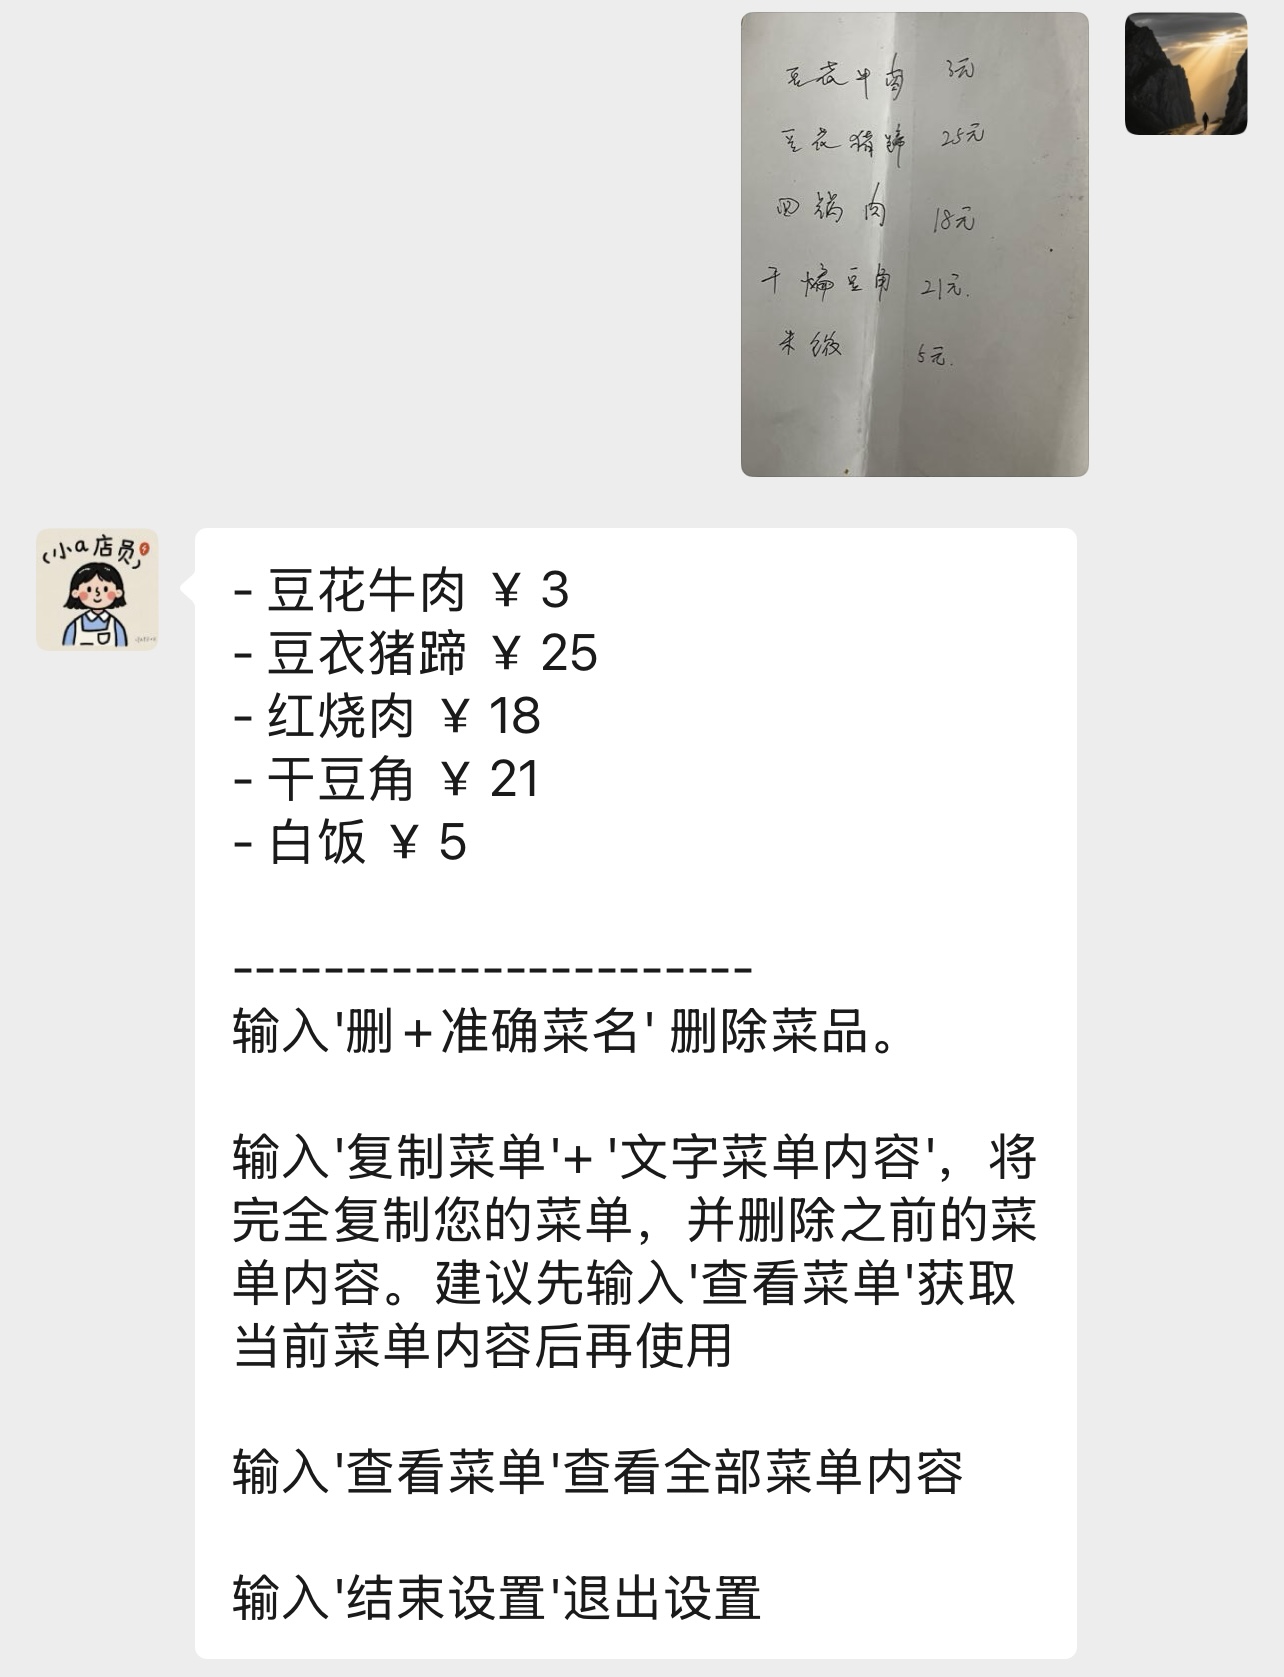 豆花牛肉 3元
豆花猪蹄 25元
回锅肉 18元
干煸豆角 21元.
米饭 5元.
小a店员
- 豆花牛肉 ¥ 3
- 豆衣猪蹄 ¥ 25
- 红烧肉 ¥ 18
- 干豆角 ¥ 21
- 白饭 ¥ 5
-----------------------
输入'删+准确菜名' 删除菜品。
输入'复制菜单'+ '文字菜单内容'，将
完全复制您的菜单，并删除之前的菜
单内容。建议先输入'查看菜单'获取
当前菜单内容后再使用
输入'查看菜单'查看全部菜单内容
输入'结束设置'退出设置